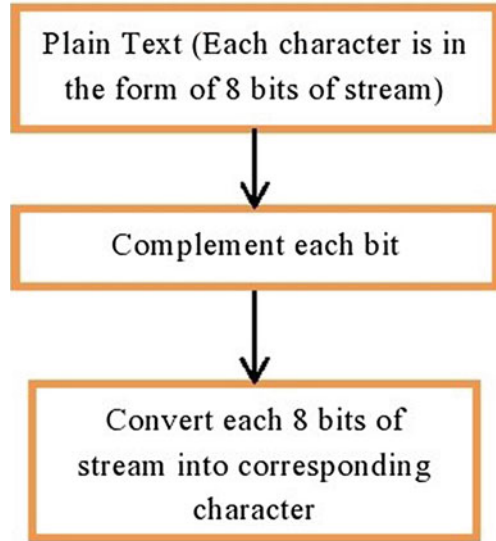 Plain Text (Each character is in
the form of 8 bits of stream)
Complement each bit
Convert each 8 bits of
stream into corresponding
character